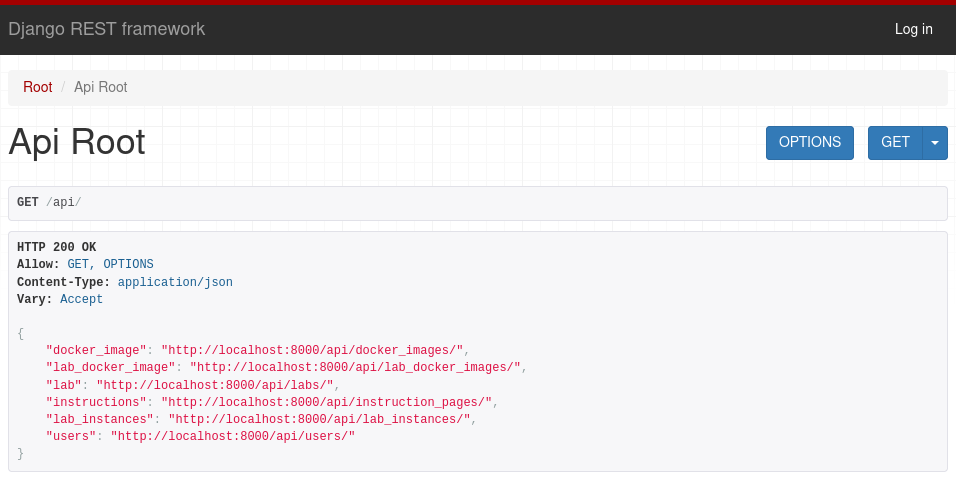 Django REST framework
Log in
Root / Api Root
Api Root
OPTIONS
GET
GET /api/
HTTP 200 OK
Allow: GET, OPTIONS
Content-Type: application/json
Vary: Accept
{
    "docker_image": "http://localhost:8000/api/docker_images/",
    "lab_docker_image": "http://localhost:8000/api/lab_docker_images/",
    "lab": "http://localhost:8000/api/labs/",
    "instructions": "http://localhost:8000/api/instruction_pages/",
    "lab_instances": "http://localhost:8000/api/lab_instances/",
    "users": "http://localhost:8000/api/users/"
}